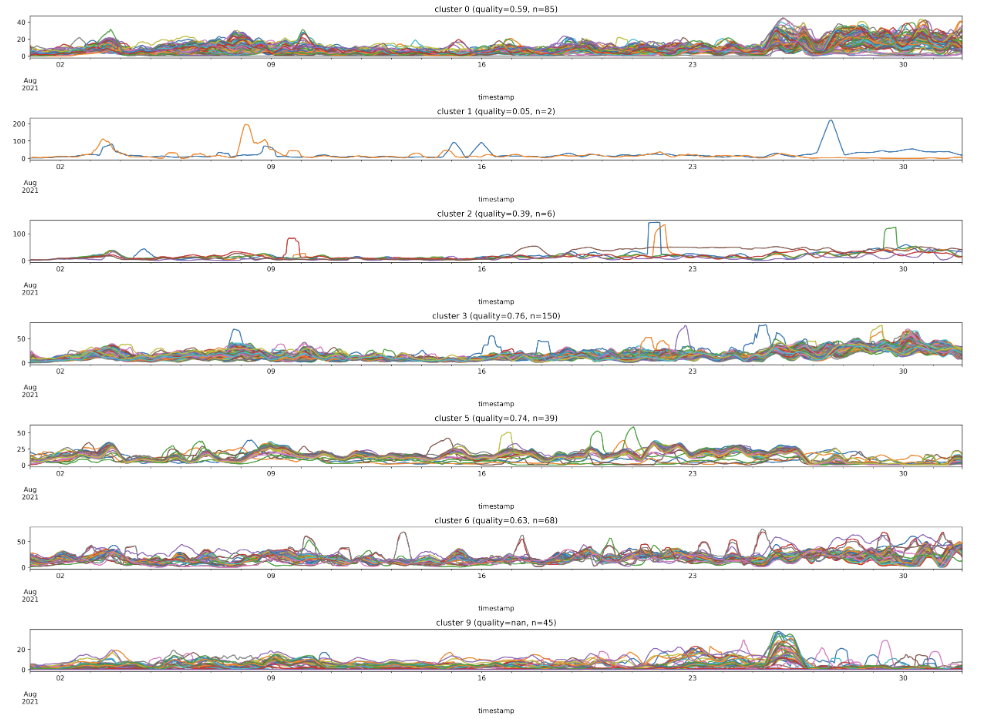 cluster 0 (quality=0.59, n=85)
40
20
0
02 09 16 23 30
Aug
2021
timestamp
cluster 1 (quality=0.05, n=2)
200
100
0
02 09 16 23 30
Aug
2021
timestamp
cluster 2 (quality=0.39, n=6)
100
0
02 09 16 23 30
Aug
2021
timestamp
cluster 3 (quality=0.76, n=150)
50
0
02 09 16 23 30
Aug
2021
timestamp
cluster 5 (quality=0.74, n=39)
50
25
0
02 09 16 23 30
Aug
2021
timestamp
cluster 6 (quality=0.63, n=68)
50
0
02 09 16 23 30
Aug
2021
timestamp
cluster 9 (quality=nan, n=45)
20
0
02 09 16 23 30
Aug
2021
timestamp